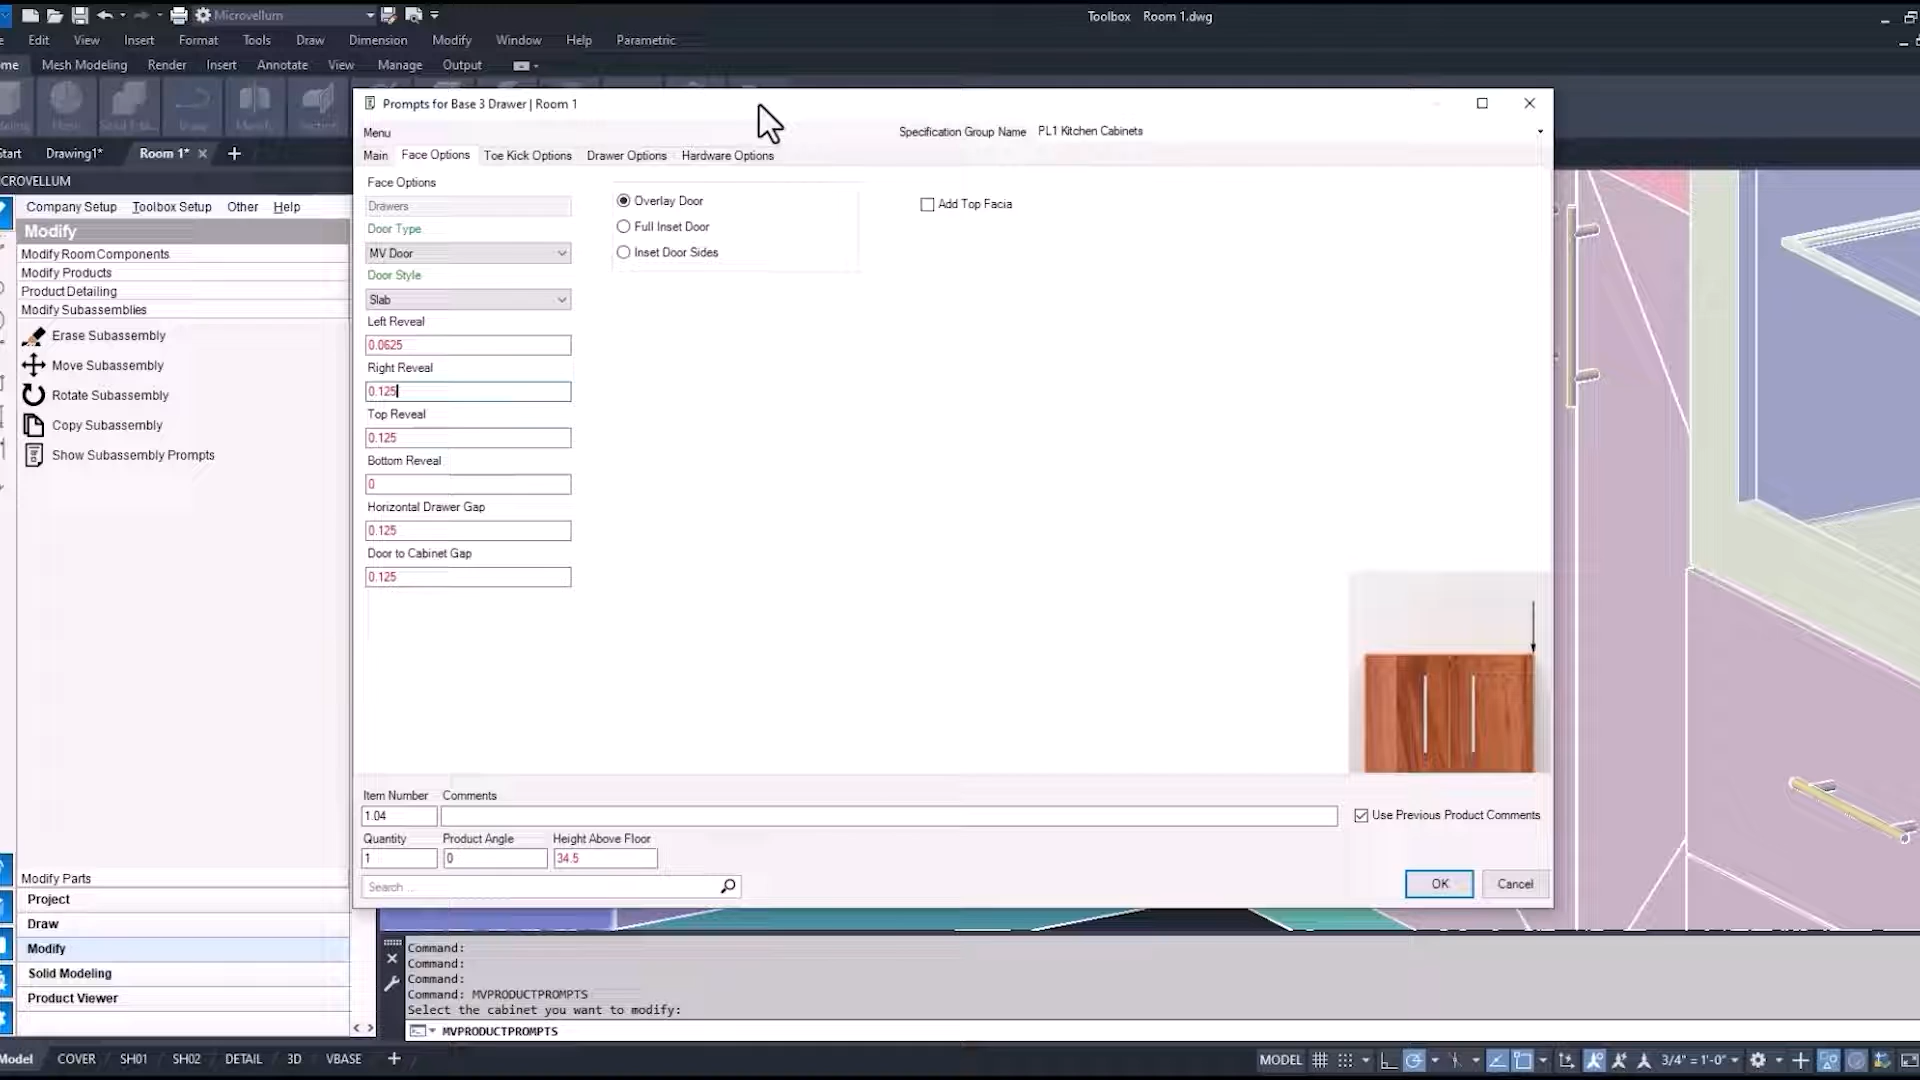 Microvellum
Toolbox Room 1.dwg
Edit View Insert Format Tools Draw Dimension Modify Window Help Parametric
Mesh Modeling Render Insert Annotate View Manage Output
Drawing1* Room 1*
Company Setup Toolbox Setup Other Help
Modify
Modify Room Components
Modify Products
Product Detailing
Modify Subassemblies
Erase Subassembly
Move Subassembly
Rotate Subassembly
Copy Subassembly
Show Subassembly Prompts
Modify Parts
Project
Draw
Modify
Solid Modeling
Product Viewer
Prompts for Base 3 Drawer | Room 1
Menu
Specification Group Name PL1 Kitchen Cabinets
Main Face Options Toe Kick Options Drawer Options Hardware Options
Face Options
Drawers
Door Type
MV Door
Door Style
Slab
Left Reveal
0.0625
Right Reveal
0.125
Top Reveal
0.125
Bottom Reveal
0
Horizontal Drawer Gap
0.125
Door to Cabinet Gap
0.125
Overlay Door
Full Inset Door
Inset Door Sides
Add Top Facia
Item Number Comments
1.04
Use Previous Product Comments
Quantity Product Angle Height Above Floor
1 0 34.5
Search ...
OK Cancel
Command:
Command:
Command:
Command: MVPRODUCTPROMPTS
Select the cabinet you want to modify:
MVPRODUCTPROMPTS
Model COVER SH01 SH02 DETAIL 3D VBASE
MODEL 3/4" = 1'-0"